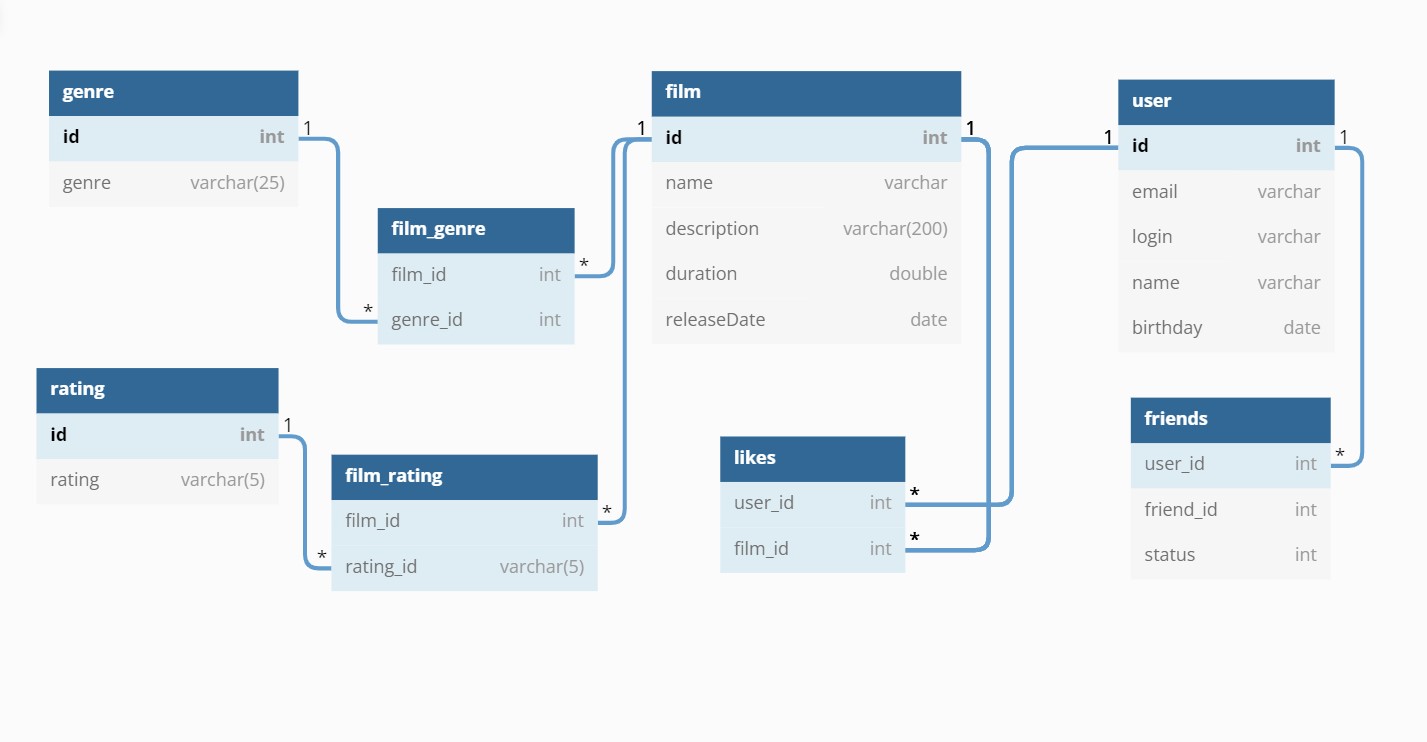 genre
id int 1
genre varchar(25)
film_genre
film_id int *
* genre_id int
rating
id int 1
rating varchar(5)
film_rating
film_id int *
* rating_id varchar(5)
film
1 id int 1
name varchar
description varchar(200)
duration double
releaseDate date
likes
user_id int *
film_id int *
user
1 id int 1
email varchar
login varchar
name varchar
birthday date
friends
user_id int *
friend_id int
status int